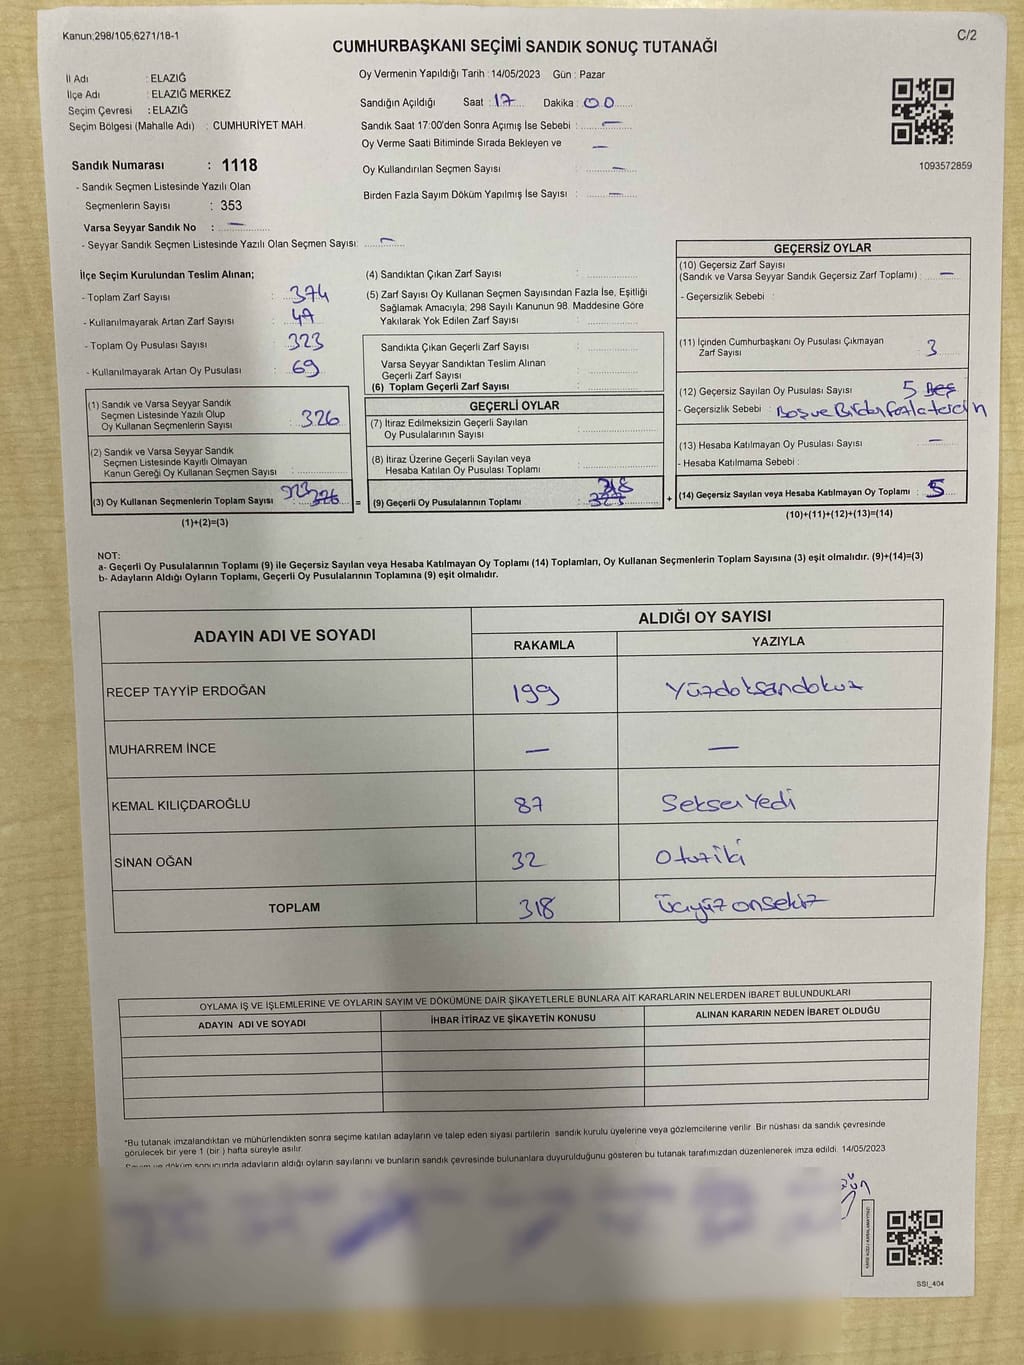 Kanun;298/105,6271/18-1
C/2
CUMHURBAŞKANI SEÇİMİ SANDIK SONUÇ TUTANAĞI
İl Adı : ELAZIĞ
İlçe Adı : ELAZIĞ MERKEZ
Seçim Çevresi : ELAZIĞ
Seçim Bölgesi (Mahalle Adı) : CUMHURİYET MAH.
Oy Vermenin Yapıldığı Tarih : 14/05/2023 Gün : Pazar
Sandığın Açıldığı Saat : 17 Dakika : 00
Sandık Saat 17:00'den Sonra Açımış İse Sebebi : —
Oy Verme Saati Bitiminde Sırada Bekleyen ve —
Oy Kullandırılan Seçmen Sayısı : —
Birden Fazla Sayım Döküm Yapılmış İse Sayısı : —
1093572859
Sandık Numarası : 1118
- Sandık Seçmen Listesinde Yazılı Olan
Seçmenlerin Sayısı : 353
Varsa Seyyar Sandık No : —
- Seyyar Sandık Seçmen Listesinde Yazılı Olan Seçmen Sayısı: —
İlçe Seçim Kurulundan Teslim Alınan;
- Toplam Zarf Sayısı : 374
- Kullanılmayarak Artan Zarf Sayısı :
- Toplam Oy Pusulası Sayısı : 323
- Kullanılmayarak Artan Oy Pusulası : 69
(1) Sandık ve Varsa Seyyar Sandık
Seçmen Listesinde Yazılı Olup
Oy Kullanan Seçmenlerin Sayısı : 326
(2) Sandık ve Varsa Seyyar Sandık
Seçmen Listesinde Kayıtlı Olmayan
Kanun Gereği Oy Kullanan Seçmen Sayısı :
(3) Oy Kullanan Seçmenlerin Toplam Sayısı : 323 326 =
(1)+(2)=(3)
(4) Sandıktan Çıkan Zarf Sayısı :
(5) Zarf Sayısı Oy Kullanan Seçmen Sayısından Fazla İse, Eşitliği
Sağlamak Amacıyla; 298 Sayılı Kanunun 98. Maddesine Göre
Yakılarak Yok Edilen Zarf Sayısı :
Sandıkta Çıkan Geçerli Zarf Sayısı :
Varsa Seyyar Sandıktan Teslim Alınan
Geçerli Zarf Sayısı :
(6) Toplam Geçerli Zarf Sayısı :
GEÇERLİ OYLAR
(7) İtiraz Edilmeksizin Geçerli Sayılan
Oy Pusulalarının Sayısı :
(8) İtiraz Üzerine Geçerli Sayılan veya
Hesaba Katılan Oy Pusulası Toplamı :
(9) Geçerli Oy Pusulalarının Toplamı : 318 +
GEÇERSİZ OYLAR
(10) Geçersiz Zarf Sayısı
(Sandık ve Varsa Seyyar Sandık Geçersiz Zarf Toplamı) : —
- Geçersizlik Sebebi :
(11) İçinden Cumhurbaşkanı Oy Pusulası Çıkmayan
Zarf Sayısı : 3
(12) Geçersiz Sayılan Oy Pusulası Sayısı : 5 Beş
- Geçersizlik Sebebi : Boş ve Birden fazla tercih
(13) Hesaba Katılmayan Oy Pusulası Sayısı : —
- Hesaba Katılmama Sebebi :
(14) Geçersiz Sayılan veya Hesaba Katılmayan Oy Toplamı : 5
(10)+(11)+(12)+(13)=(14)
NOT:
a- Geçerli Oy Pusulalarının Toplamı (9) ile Geçersiz Sayılan veya Hesaba Katılmayan Oy Toplamı (14) Toplamları, Oy Kullanan Seçmenlerin Toplam Sayısına (3) eşit olmalıdır. (9)+(14)=(3)
b- Adayların Aldığı Oyların Toplamı, Geçerli Oy Pusulalarının Toplamına (9) eşit olmalıdır.
ADAYIN ADI VE SOYADI ALDIĞI OY SAYISI
RAKAMLA YAZIYLA
RECEP TAYYİP ERDOĞAN 199 Yüzdoksandokuz
MUHARREM İNCE — —
KEMAL KILIÇDAROĞLU 87 SeksenYedi
SİNAN OĞAN 32 Otuziki
TOPLAM 318 üçyüz onsekiz
OYLAMA İŞ VE İŞLEMLERİNE VE OYLARIN SAYIM VE DÖKÜMÜNE DAİR ŞİKAYETLERLE BUNLARA AİT KARARLARIN NELERDEN İBARET BULUNDUKLARI
ADAYIN ADI VE SOYADI İHBAR İTİRAZ VE ŞİKAYETİN KONUSU ALINAN KARARIN NEDEN İBARET OLDUĞU
*Bu tutanak imzalandıktan ve mühürlendikten sonra seçime katılan adayların ve talep eden siyasi partilerin sandık kurulu üyelerine veya gözlemcilerine verilir. Bir nüshası da sandık çevresinde
görülecek bir yere 1 (bir ) hafta süreyle asılır.
Sayım ve döküm sonucunda adayların aldığı oyların sayılarını ve bunların sandık çevresinde bulunanlara duyurulduğunu gösteren bu tutanak tarafımızdan düzenlenerek imza edildi. 14/05/2023
SSI_404